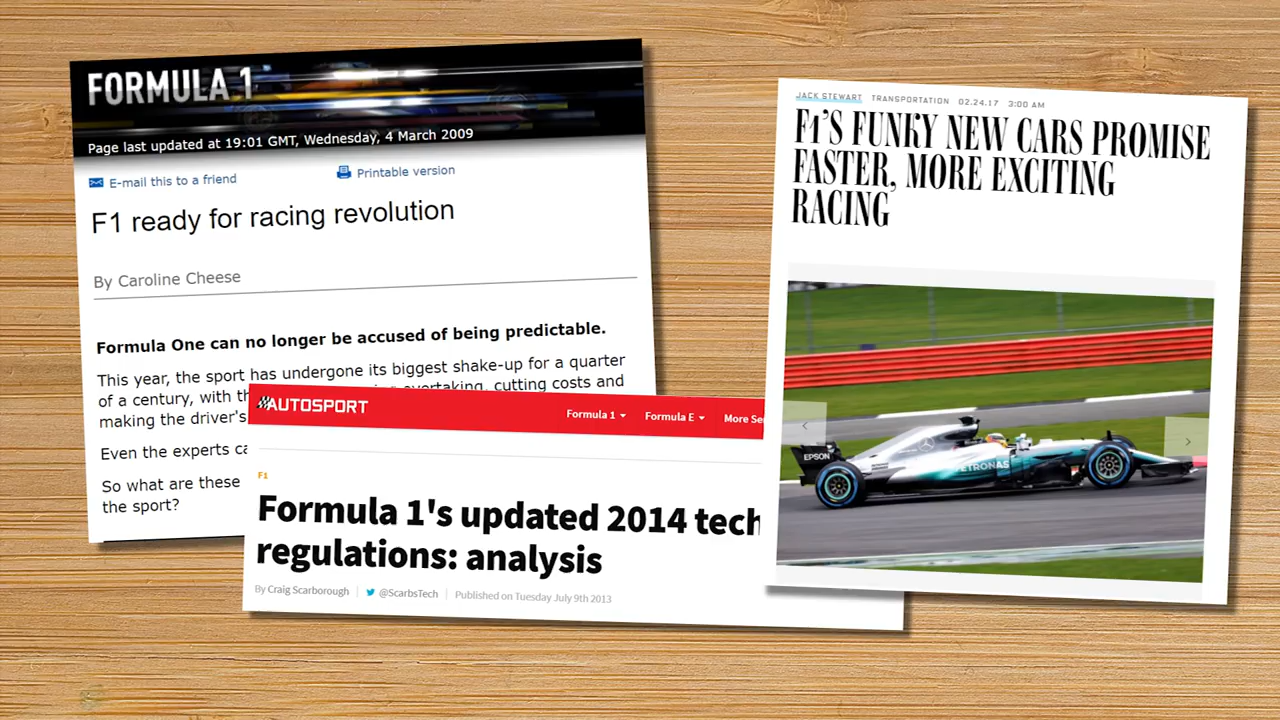 FORMULA 1
Page last updated at 19:01 GMT, Wednesday, 4 March 2009
E-mail this to a friend
Printable version
F1 ready for racing revolution
By Caroline Cheese
Formula One can no longer be accused of being predictable.
This year, the sport has undergone its biggest shake-up for a quarter
of a century, with overtaking, cutting costs and
making the driver's
Even the experts
So what are these
the sport?
AUTOSPORT
Formula 1
Formula E
More
F1
Formula 1's updated 2014 tech
regulations: analysis
By Craig Scarborough
@ScarbsTech
Published on Tuesday July 9th 2013
JACK STEWART TRANSPORTATION 02.24.17 3:00 AM
F1'S FUNKY NEW CARS PROMISE
FASTER, MORE EXCITING
RACING
EPSON
PETRONAS